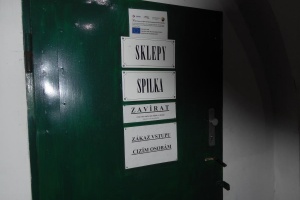 SKLEPY
SPILKA
ZAVÍRAT
ZÁKAZ VSTUPU
CIZÍM OSOBÁM